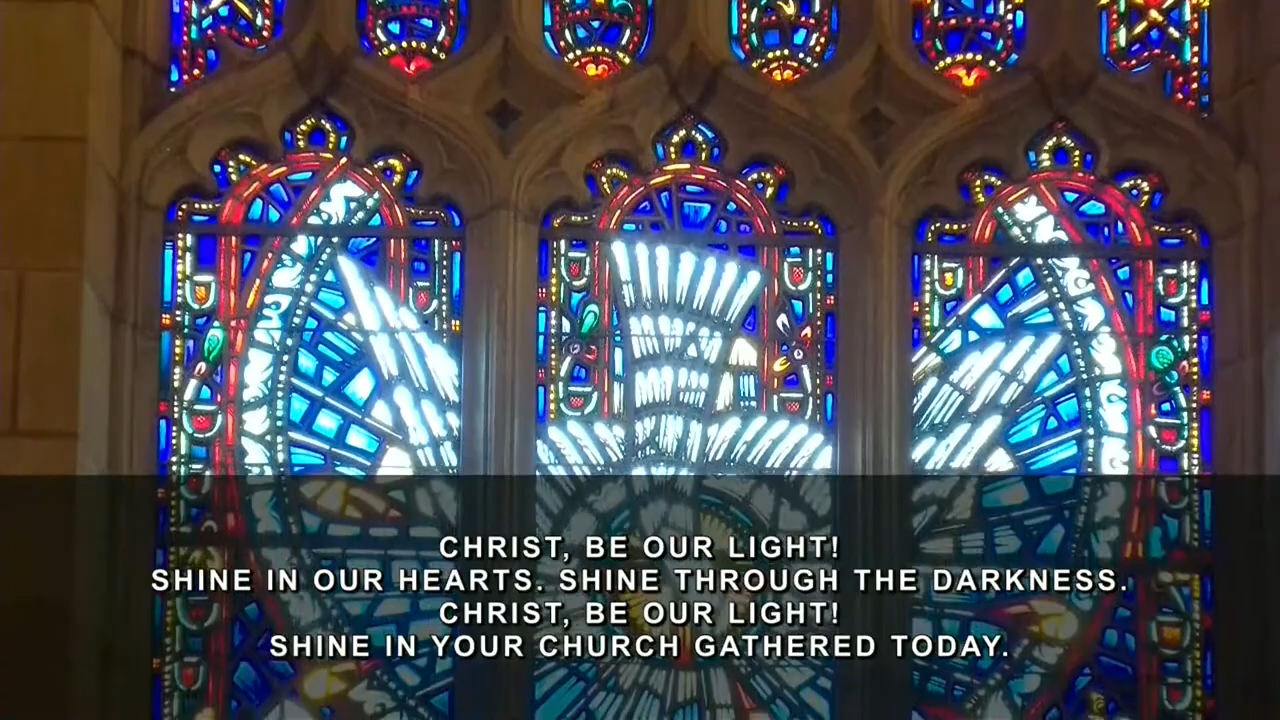 CHRIST, BE OUR LIGHT!
SHINE IN OUR HEARTS. SHINE THROUGH THE DARKNESS.
CHRIST, BE OUR LIGHT!
SHINE IN YOUR CHURCH GATHERED TODAY.